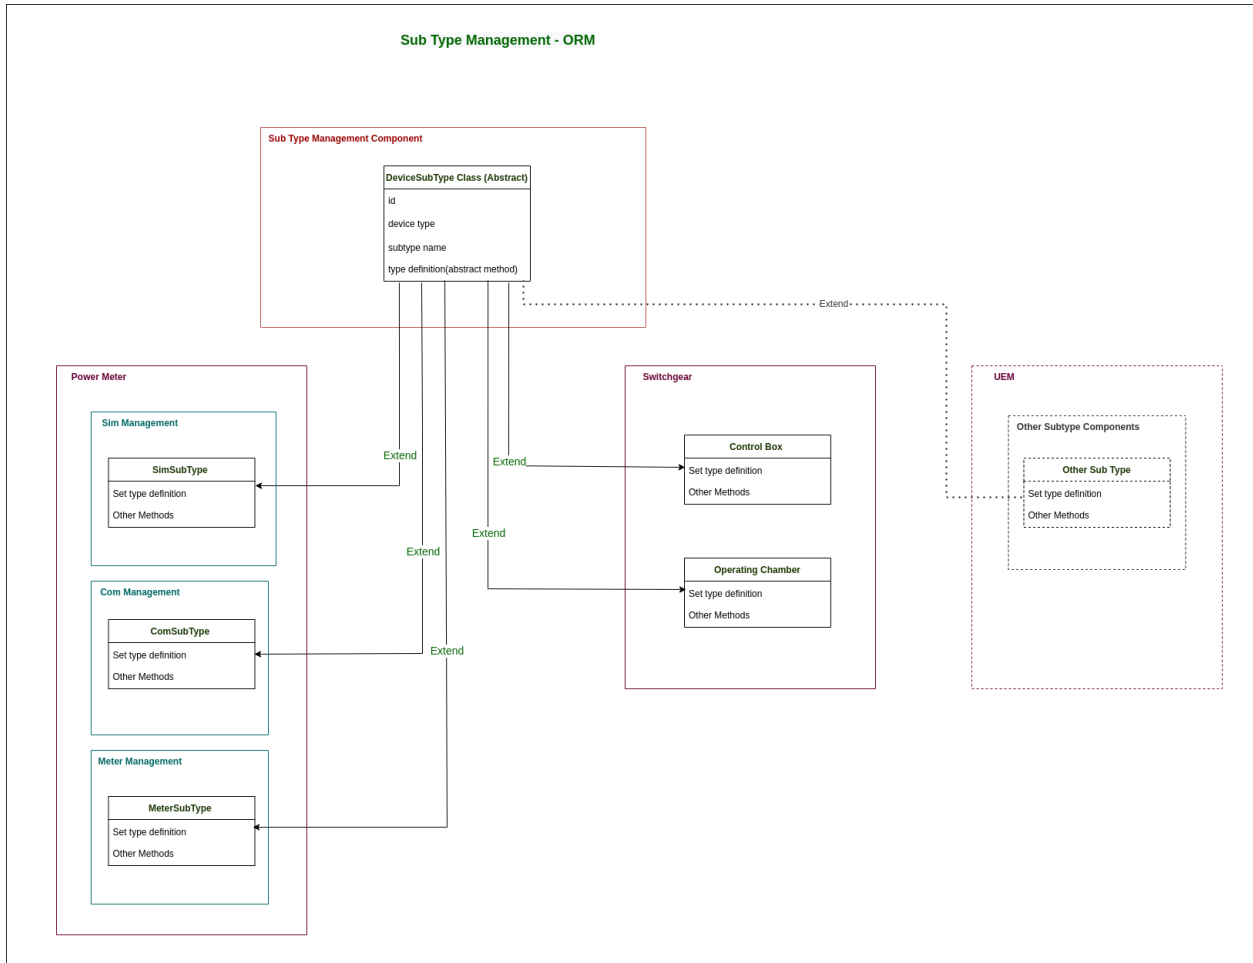 Sub Type Management - ORM
Sub Type Management Component
DeviceSubType Class (Abstract)
id
device type
subtype name
type definition(abstract method)
Extend
Power Meter
Sim Management
SimSubType
Set type definition
Other Methods
Com Management
ComSubType
Set type definition
Other Methods
Meter Management
MeterSubType
Set type definition
Other Methods
Extend
Extend
Extend
Extend
Extend
Switchgear
Control Box
Set type definition
Other Methods
Operating Chamber
Set type definition
Other Methods
UEM
Other Subtype Components
Other Sub Type
Set type definition
Other Methods